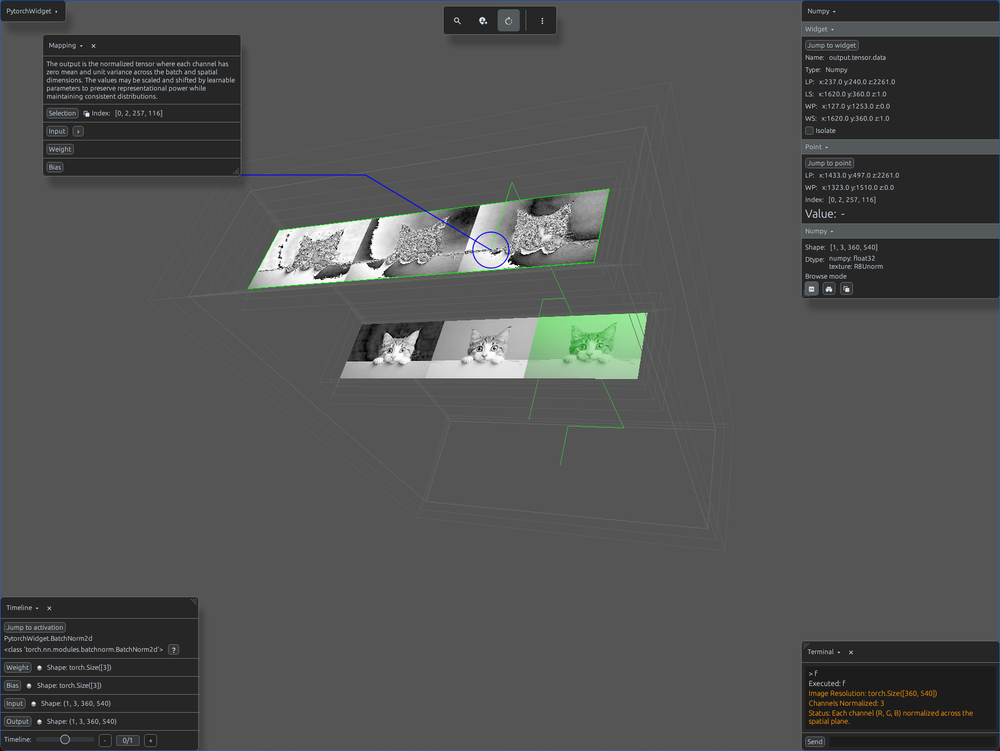 PytorchWidget
Mapping
The output is the normalized tensor where each channel has
zero mean and unit variance across the batch and spatial
dimensions. The values may be scaled and shifted by learnable
parameters to preserve representational power while
maintaining consistent distributions.
Selection Index: [0, 2, 257, 116]
Input
Weight
Bias
Numpy
Widget
Jump to widget
Name: output.tensor.data
Type: Numpy
LP: x:237.0 y:240.0 z:2261.0
LS: x:1620.0 y:360.0 z:1.0
WP: x:127.0 y:1253.0 z:0.0
WS: x:1620.0 y:360.0 z:1.0
Isolate
Point
Jump to point
LP: x:1433.0 y:497.0 z:2261.0
WP: x:1323.0 y:1510.0 z:0.0
Index: [0, 2, 257, 116]
Value: -
Numpy
Shape: [1, 3, 360, 540]
Dtype: numpy: float32
texture: R8Unorm
Browse mode
Timeline
Jump to activation
PytorchWidget.BatchNorm2d
<class 'torch.nn.modules.batchnorm.BatchNorm2d'> ?
Weight Shape: torch.Size([3])
Bias Shape: torch.Size([3])
Input Shape: (1, 3, 360, 540)
Output Shape: (1, 3, 360, 540)
Timeline: - 0/1 +
Terminal
> f
Executed: f
Image Resolution: torch.Size([360, 540])
Channels Normalized: 3
Status: Each channel (R, G, B) normalized across the
spatial plane.
Send